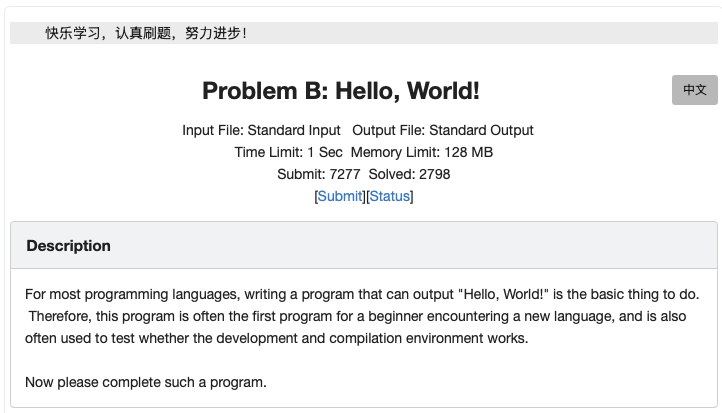 快乐学习，认真刷题，努力进步！
Problem B: Hello, World!
中文
Input File: Standard Input Output File: Standard Output
Time Limit: 1 Sec Memory Limit: 128 MB
Submit: 7277 Solved: 2798
[Submit][Status]
Description
For most programming languages, writing a program that can output "Hello, World!" is the basic thing to do.
Therefore, this program is often the first program for a beginner encountering a new language, and is also
often used to test whether the development and compilation environment works.
Now please complete such a program.